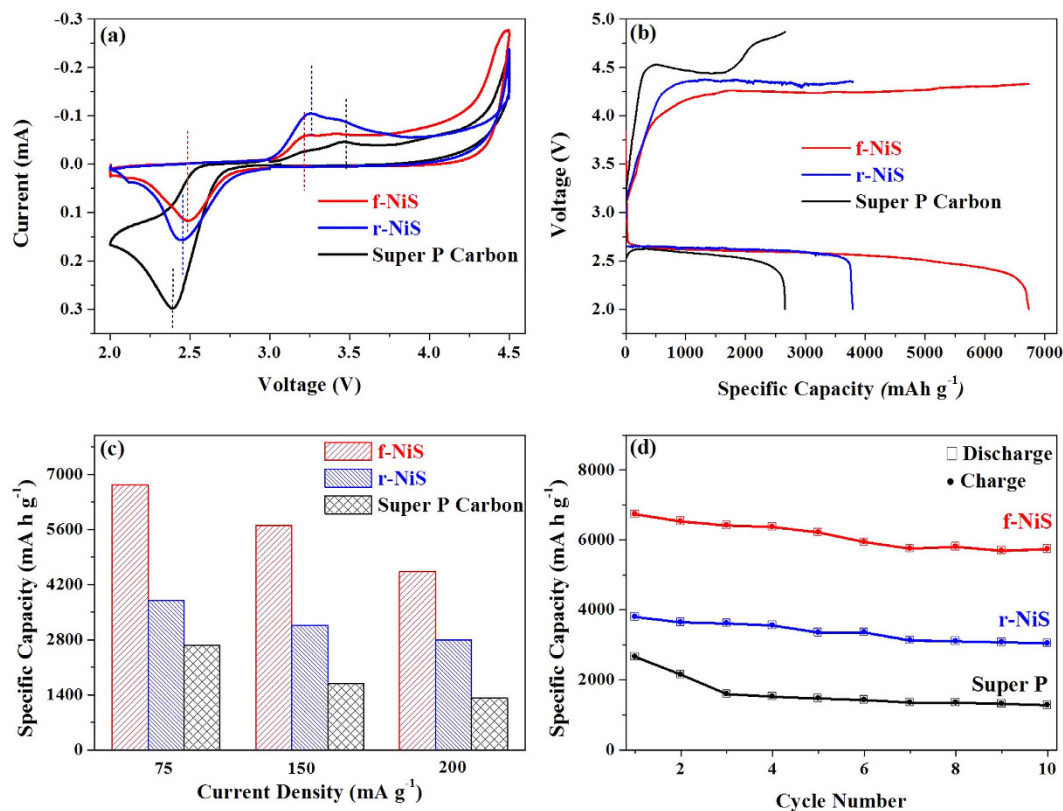 (a)
-0.3
-0.2
-0.1
0.0
0.1
0.2
0.3
Current (mA)
f-NiS
r-NiS
Super P Carbon
2.0 2.5 3.0 3.5 4.0 4.5
Voltage (V)
(b)
5.0
4.5
4.0
3.5
3.0
2.5
2.0
Voltage (V)
f-NiS
r-NiS
Super P Carbon
0 1000 2000 3000 4000 5000 6000 7000
Specific Capacity (mAh g⁻¹)
(c)
7000
5600
4200
2800
1400
0
Specific Capacity (mA h g⁻¹)
f-NiS
r-NiS
Super P Carbon
75 150 200
Current Density (mA g⁻¹)
(d)
8000
6000
4000
2000
0
Specific Capacity (mA h g⁻¹)
Discharge
Charge
f-NiS
r-NiS
Super P
2 4 6 8 10
Cycle Number